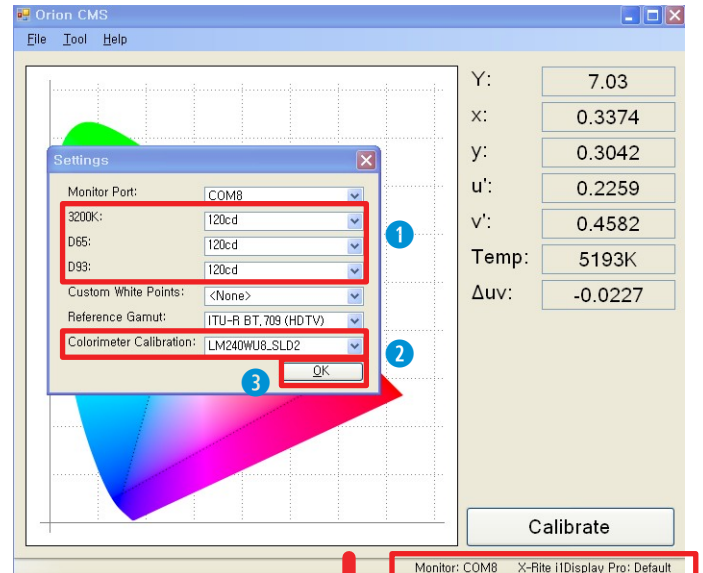 Orion CMS
File Tool Help
Y: 7.03
x: 0.3374
y: 0.3042
u': 0.2259
v': 0.4582
Temp: 5193K
Δuv: -0.0227
Settings
Monitor Port: COM8
3200K: 120cd
D65: 120cd
D93: 120cd
1
Custom White Points: <None>
Reference Gamut: ITU-R BT.709 (HDTV)
Colorimeter Calibration: LM240WU8_SLD2
2
3 OK
Calibrate
Monitor: COM8 X-Rite i1Display Pro: Default